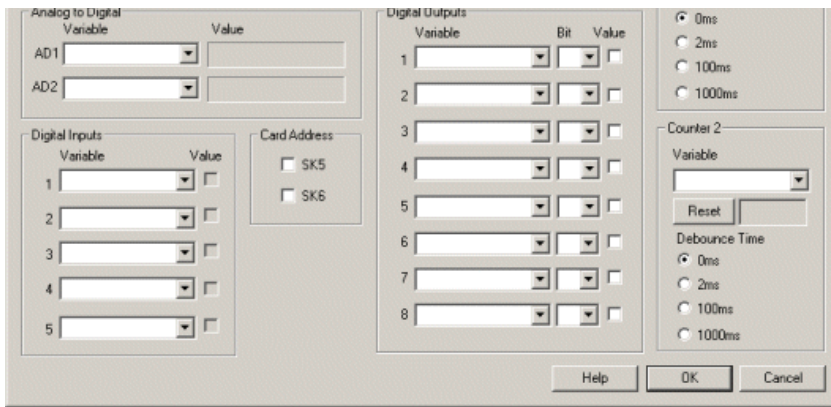 Analog to Digital
Variable Value
AD1
AD2
Digital Inputs
Variable Value
1
2
3
4
5
Card Address
SK5
SK6
Digital Outputs
Variable Bit Value
1
2
3
4
5
6
7
8
0ms
2ms
100ms
1000ms
Counter 2
Variable
Reset
Debounce Time
0ms
2ms
100ms
1000ms
Help OK Cancel